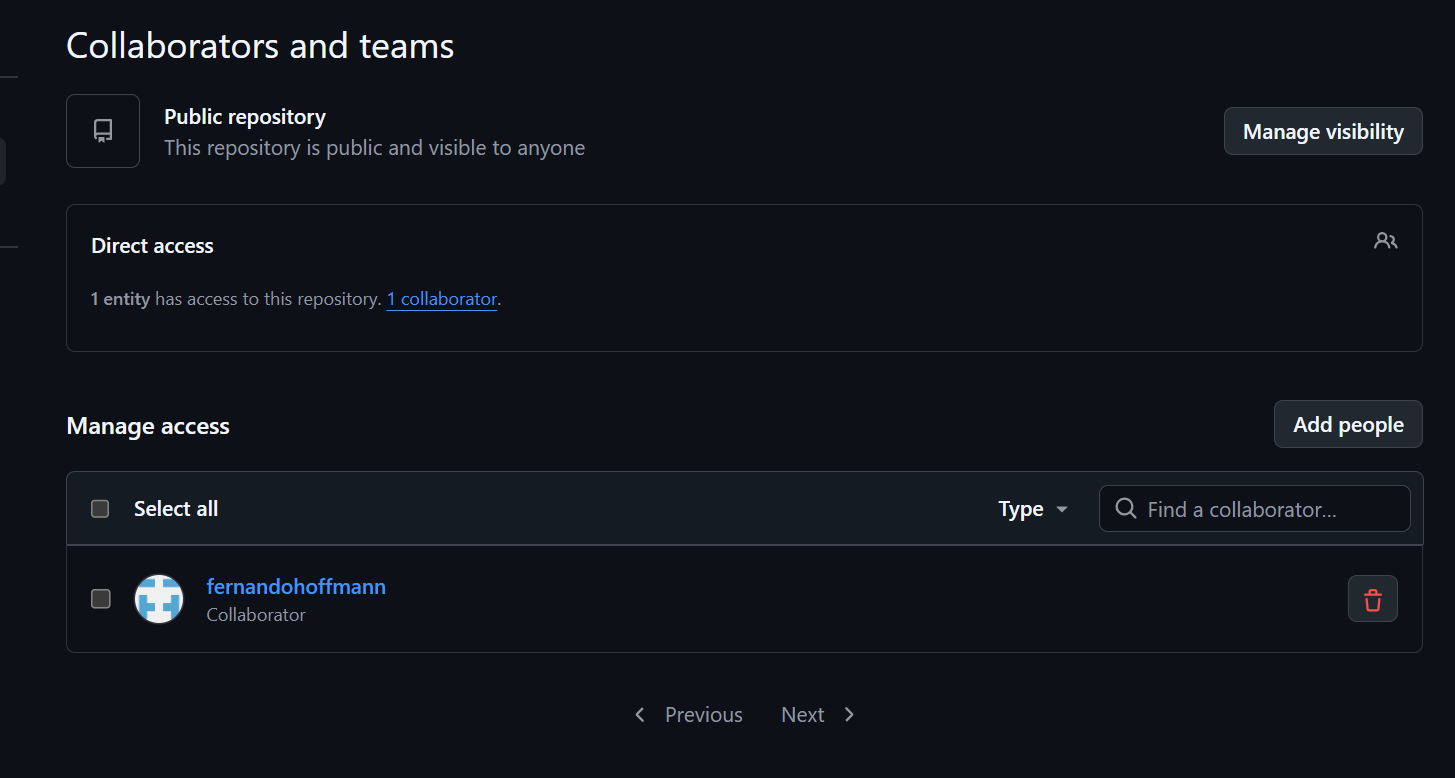 Collaborators and teams
Public repository
This repository is public and visible to anyone
Manage visibility
Direct access
1 entity has access to this repository. 1 collaborator.
Manage access
Add people
Select all
Type
Find a collaborator...
fernandohoffmann
Collaborator
Previous
Next